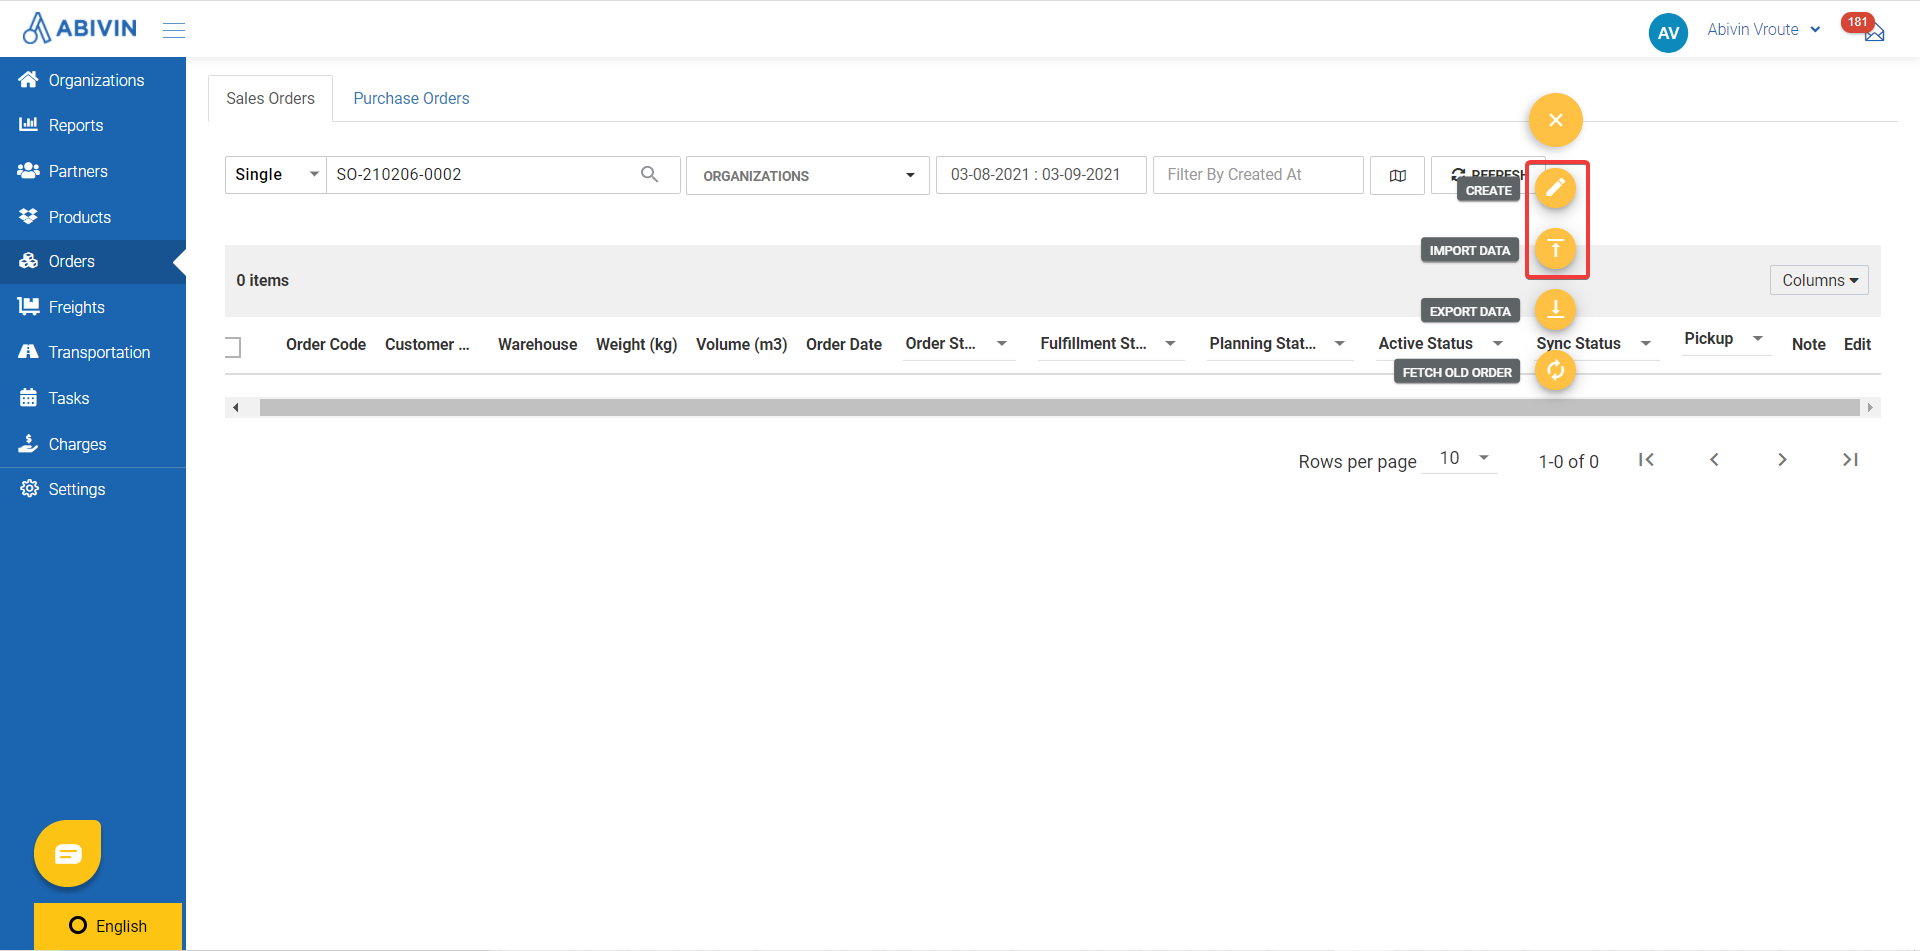 ABIVIN
AV
Abivin Vroute
181
Organizations
Reports
Partners
Products
Orders
Freights
Transportation
Tasks
Charges
Settings
English
Sales Orders
Purchase Orders
Single
SO-210206-0002
ORGANIZATIONS
03-08-2021 : 03-09-2021
Filter By Created At
REFRESH
CREATE
IMPORT DATA
EXPORT DATA
FETCH OLD ORDER
0 items
Columns
Order Code Customer ... Warehouse Weight (kg) Volume (m3) Order Date Order St... Fulfillment St... Planning Stat... Active Status Sync Status Pickup Note Edit
Rows per page 10 1-0 of 0